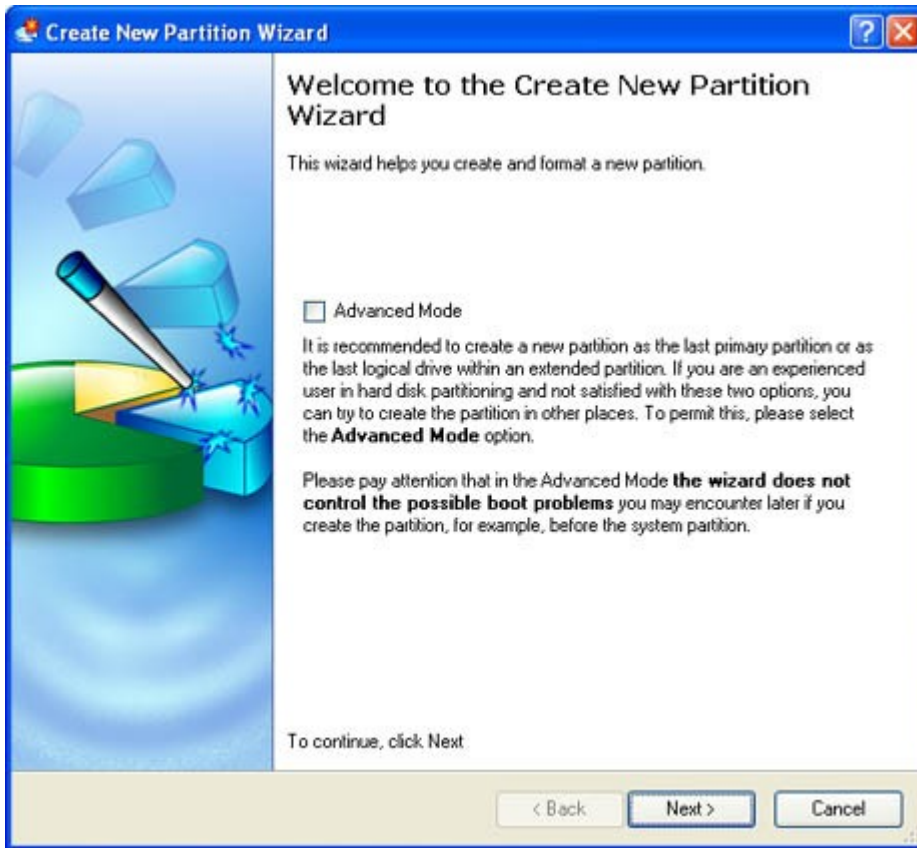 Create New Partition Wizard
Welcome to the Create New Partition
Wizard
This wizard helps you create and format a new partition.
Advanced Mode
It is recommended to create a new partition as the last primary partition or as
the last logical drive within an extended partition. If you are an experienced
user in hard disk partitioning and not satisfied with these two options, you
can try to create the partition in other places. To permit this, please select
the Advanced Mode option.
Please pay attention that in the Advanced Mode the wizard does not
control the possible boot problems you may encounter later if you
create the partition, for example, before the system partition.
To continue, click Next
< Back
Next >
Cancel